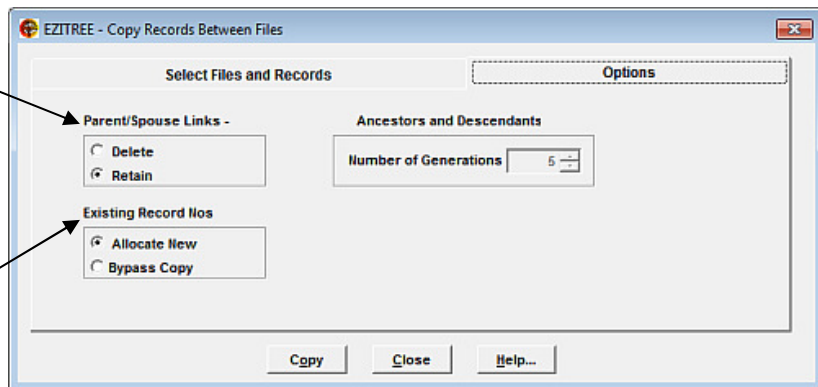 EZITREE - Copy Records Between Files
Select Files and Records
Options
Parent/Spouse Links -
Delete
Retain
Ancestors and Descendants
Number of Generations 5
Existing Record Nos
Allocate New
Bypass Copy
Copy Close Help...